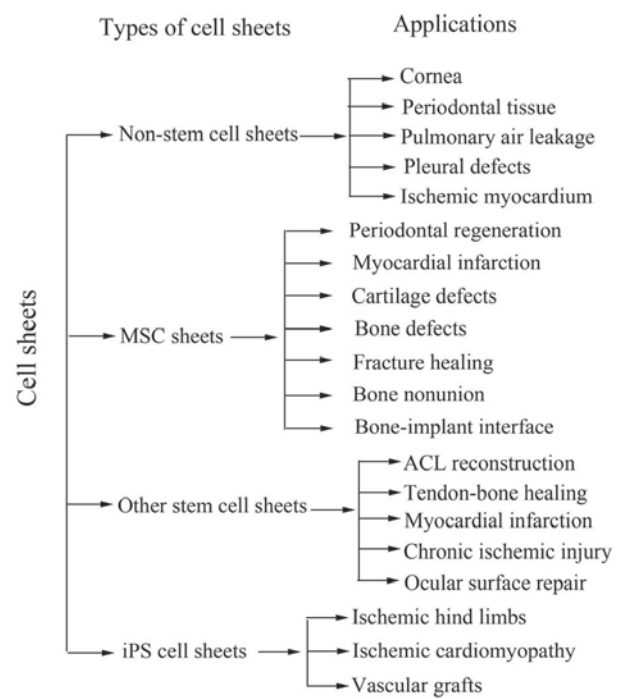 Types of cell sheets
Applications
Cell sheets
Non-stem cell sheets
Cornea
Periodontal tissue
Pulmonary air leakage
Pleural defects
Ischemic myocardium
MSC sheets
Periodontal regeneration
Myocardial infarction
Cartilage defects
Bone defects
Fracture healing
Bone nonunion
Bone-implant interface
Other stem cell sheets
ACL reconstruction
Tendon-bone healing
Myocardial infarction
Chronic ischemic injury
Ocular surface repair
iPS cell sheets
Ischemic hind limbs
Ischemic cardiomyopathy
Vascular grafts